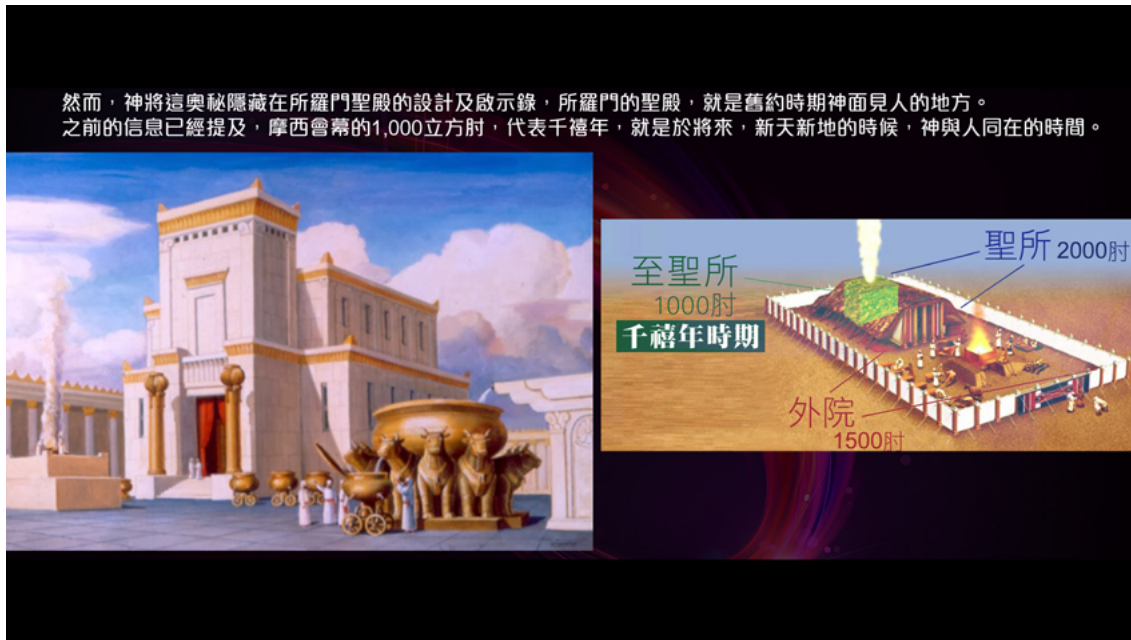 然而，神將這奧秘隱藏在所羅門聖殿的設計及啟示錄，所羅門的聖殿，就是舊約時期神面見人的地方。
之前的信息已經提及，摩西會幕的1,000立方肘，代表千禧年，就是於將來，新天新地的時候，神與人同在的時間。
聖所 2000肘
至聖所
1000肘
千禧年時期
外院
1500肘